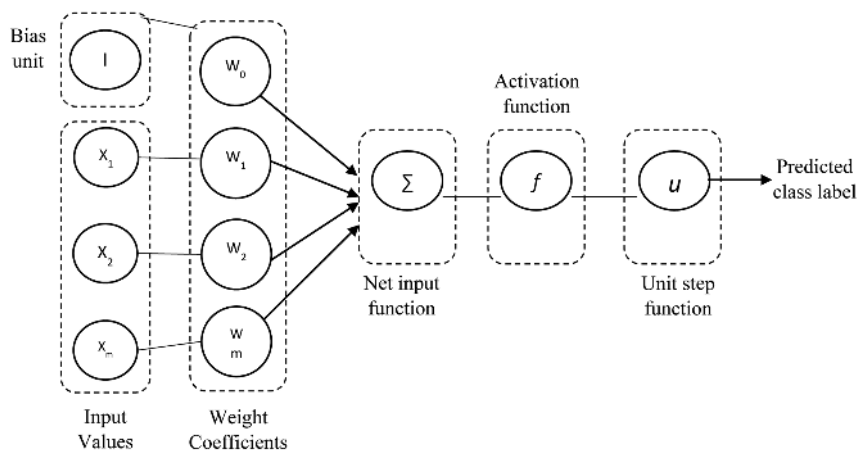 Bias
unit
I
W0
Activation
function
X1
W1
Σ
f
u
Predicted
class label
X2
W2
Net input
function
Unit step
function
Xm
W
m
Input
Values
Weight
Coefficients